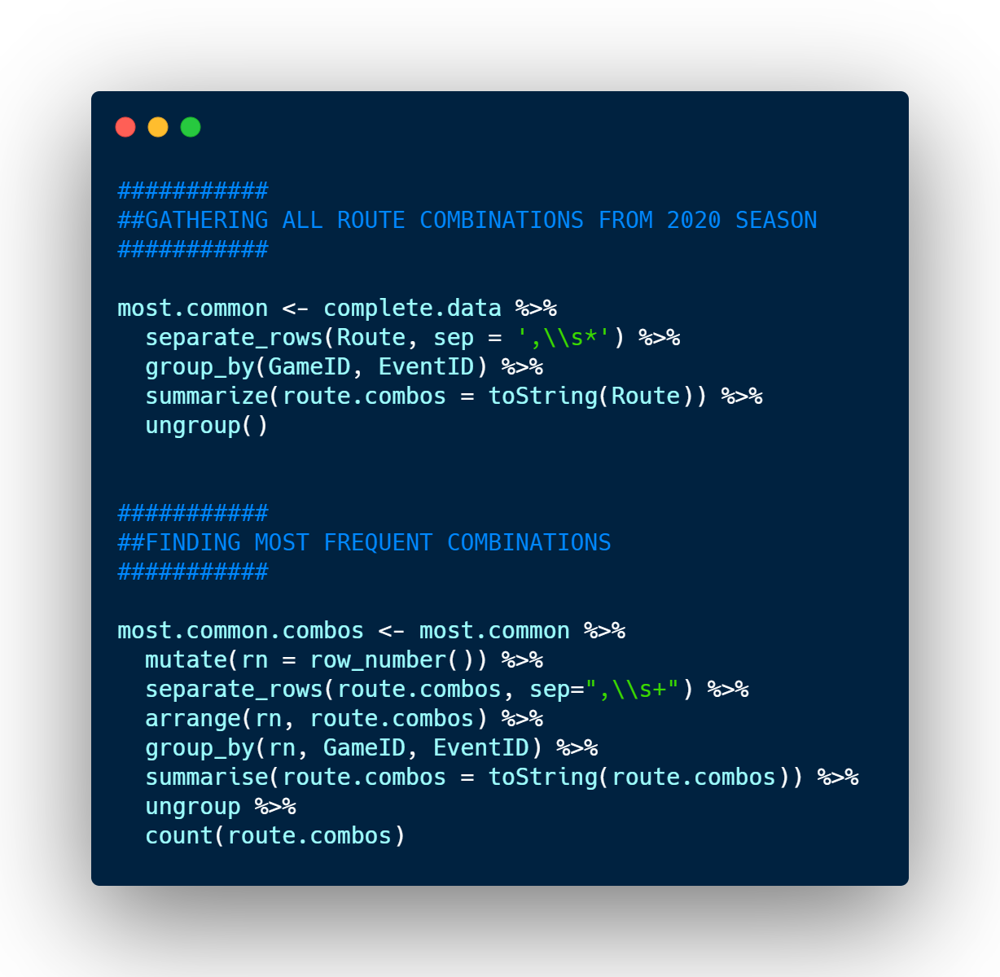 ###########
##GATHERING ALL ROUTE COMBINATIONS FROM 2020 SEASON
###########
most.common <- complete.data %>%
separate_rows(Route, sep = ',\\s*') %>%
group_by(GameID, EventID) %>%
summarize(route.combos = toString(Route)) %>%
ungroup()
###########
##FINDING MOST FREQUENT COMBINATIONS
###########
most.common.combos <- most.common %>%
mutate(rn = row_number()) %>%
separate_rows(route.combos, sep=",\\s+") %>%
arrange(rn, route.combos) %>%
group_by(rn, GameID, EventID) %>%
summarise(route.combos = toString(route.combos)) %>%
ungroup %>%
count(route.combos)